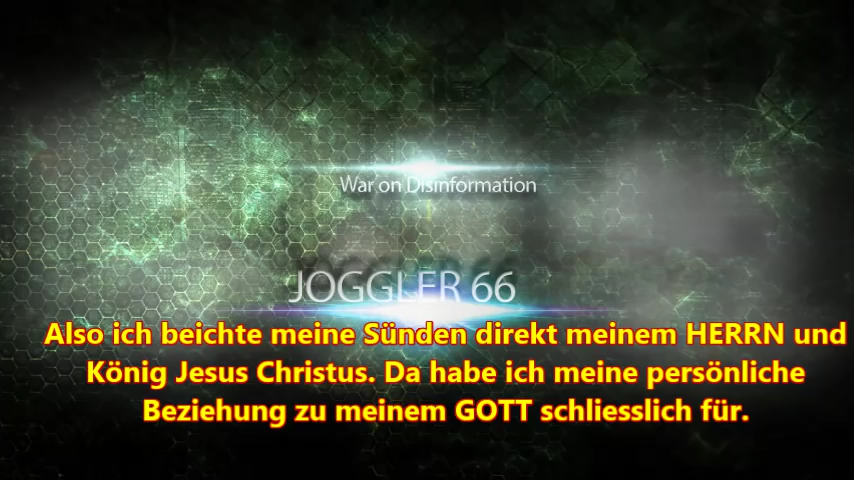 War on Disinformation
JOGGLER 66
Also ich beichte meine Sünden direkt meinem HERRN und
König Jesus Christus. Da habe ich meine persönliche
Beziehung zu meinem GOTT schliesslich für.